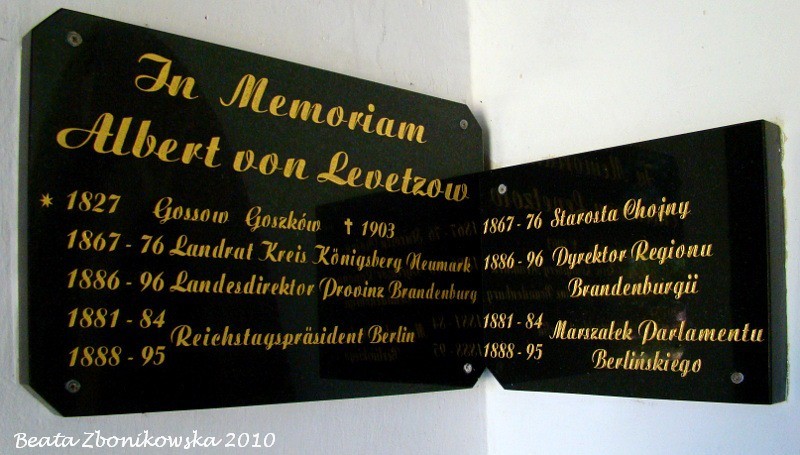 In Memoriam
Albert von Levetzow
* 1827 Gossow Goszków † 1903
1867 - 76 Landrat Kreis Königsberg Neumark
1886 - 96 Landesdirektor Provinz Brandenburg
1881 - 84
Reichstagspräsident Berlin
1888 - 95
1867 - 76 Starosta Chojny
1886 - 96 Dyrektor Regionu
Brandenburgii
1881 - 84
Marszałek Parlamentu
1888 - 95
Berlińskiego
Beata Zbonikowska 2010